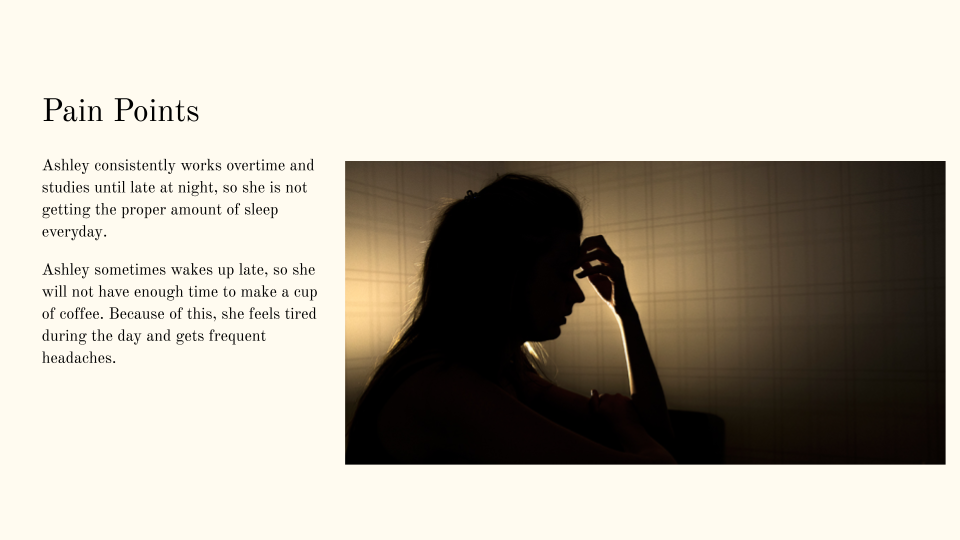 Pain Points
Ashley consistently works overtime and
studies until late at night, so she is not
getting the proper amount of sleep
everyday.
Ashley sometimes wakes up late, so she
will not have enough time to make a cup
of coffee. Because of this, she feels tired
during the day and gets frequent
headaches.